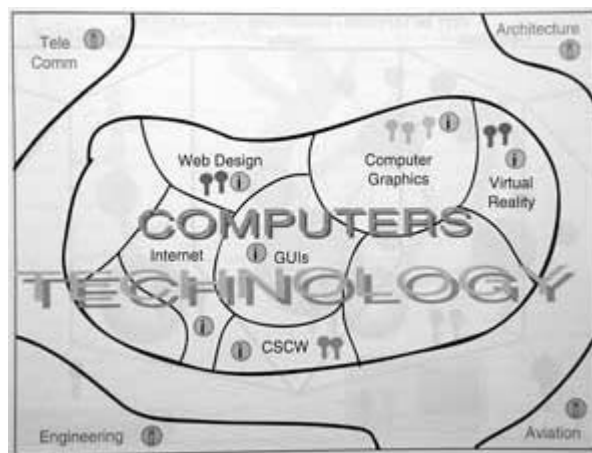 Tele
Comm
Architecture
Web Design
Computer
Graphics
Virtual
Reality
COMPUTERS
Internet
GUIs
TECHNOLOGY
CSCW
Engineering
Aviation